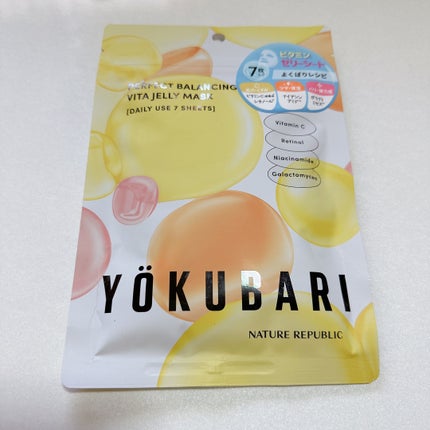 PERFECT BALANCING
VITA JELLY MASK
[DAILY USE 7 SHEETS]
7枚
ビタミン
ゼリーシート
よくばりレシピ
Vitamin C
Retinol
Niacinamide
Galactomyces
YÖKUBARI
NATURE REPUBLIC